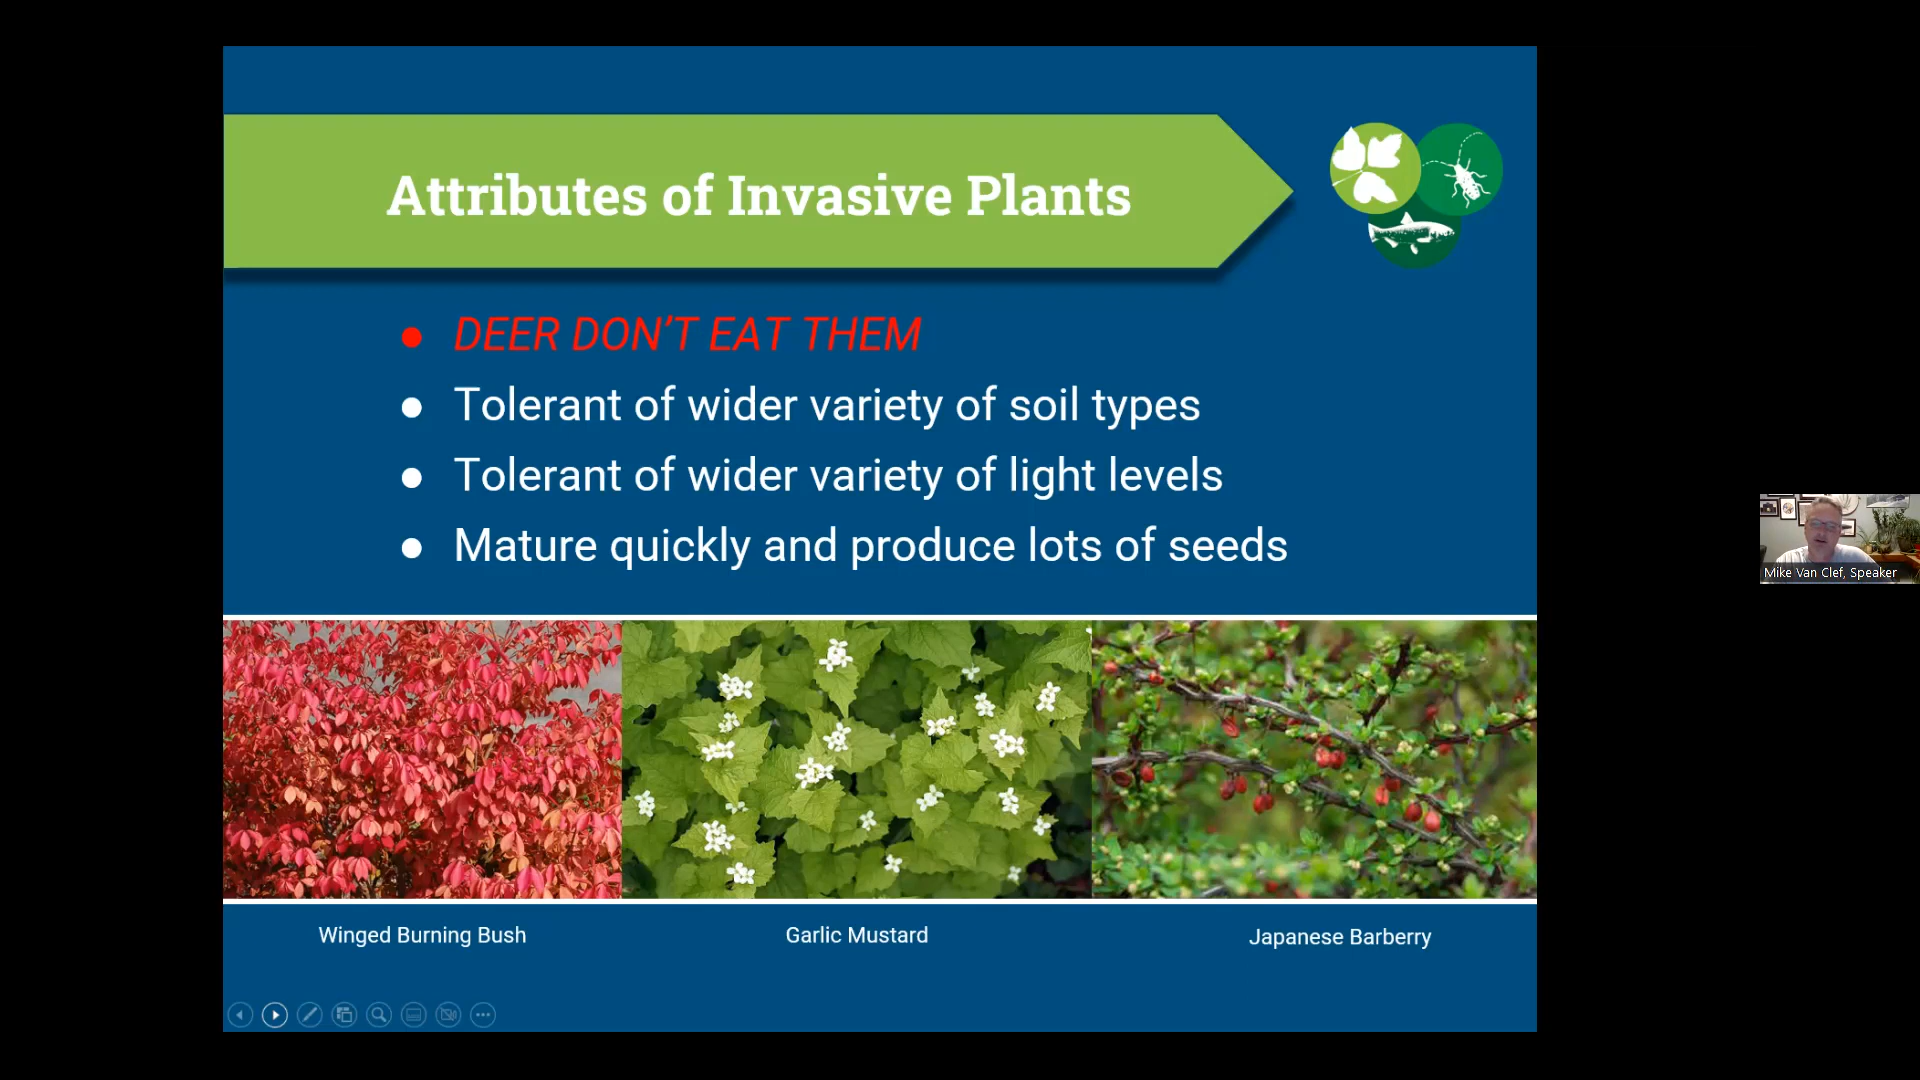 Attributes of Invasive Plants
DEER DON'T EAT THEM
Tolerant of wider variety of soil types
Tolerant of wider variety of light levels
Mature quickly and produce lots of seeds
Mike Van Clef, Speaker
Winged Burning Bush
Garlic Mustard
Japanese Barberry